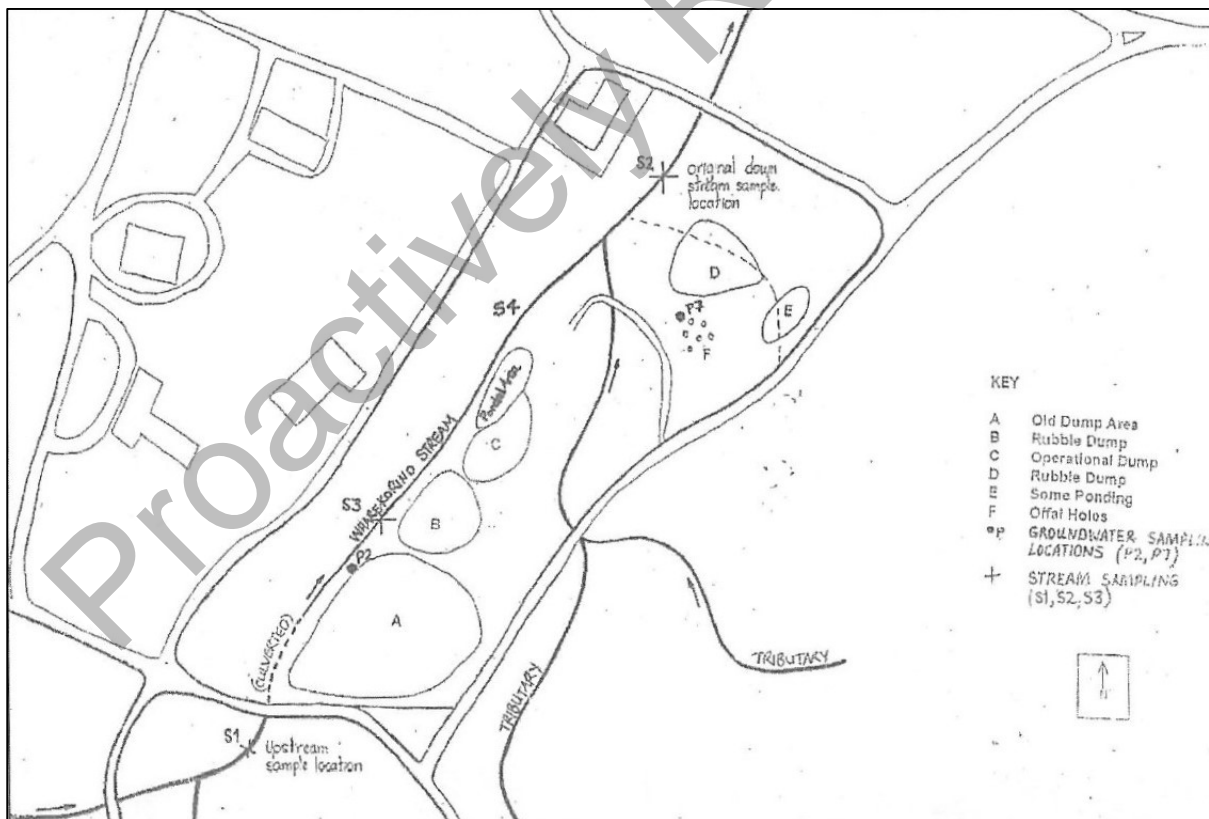 Proactively R
S2
original down
stream sample
location
D
P7
E
F
S4
Ponded Area
C
WHAREKORINO STREAM
S3
B
P2
A
(CULVERTED)
S1
Upstream
sample location
TRIBUTARY
TRIBUTARY
KEY
A Old Dump Area
B Rubble Dump
C Operational Dump
D Rubble Dump
E Some Ponding
F Offal Holes
P GROUNDWATER SAMPLIN
LOCATIONS (P2, P7)
+ STREAM SAMPLING
(S1, S2, S3)